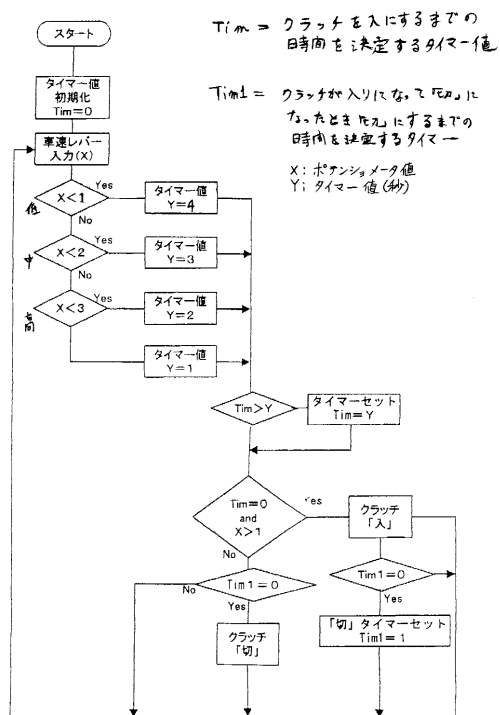 スタート
Tim = クラッチを入にするまでの
時間を決定するタイマー値
タイマー値
初期化
Tim=0
Tim1 = クラッチが入りになって「切」に
なったとき「切」にするまでの
時間を決定するタイマー
X: ポテンショメータ値
Y: タイマー値(秒)
車速レバー
入力(X)
X<1
Yes
No
タイマー値
Y=4
中
X<2
Yes
No
タイマー値
Y=3
高
X<3
Yes
タイマー値
Y=2
タイマー値
Y=1
Tim>Y
タイマーセット
Tim=Y
Tim=0
and
X>1
Yes
No
クラッチ
「入」
Tim1=0
No
Yes
Tim1=0
Yes
クラッチ
「切」
「切」タイマーセット
Tim1=1